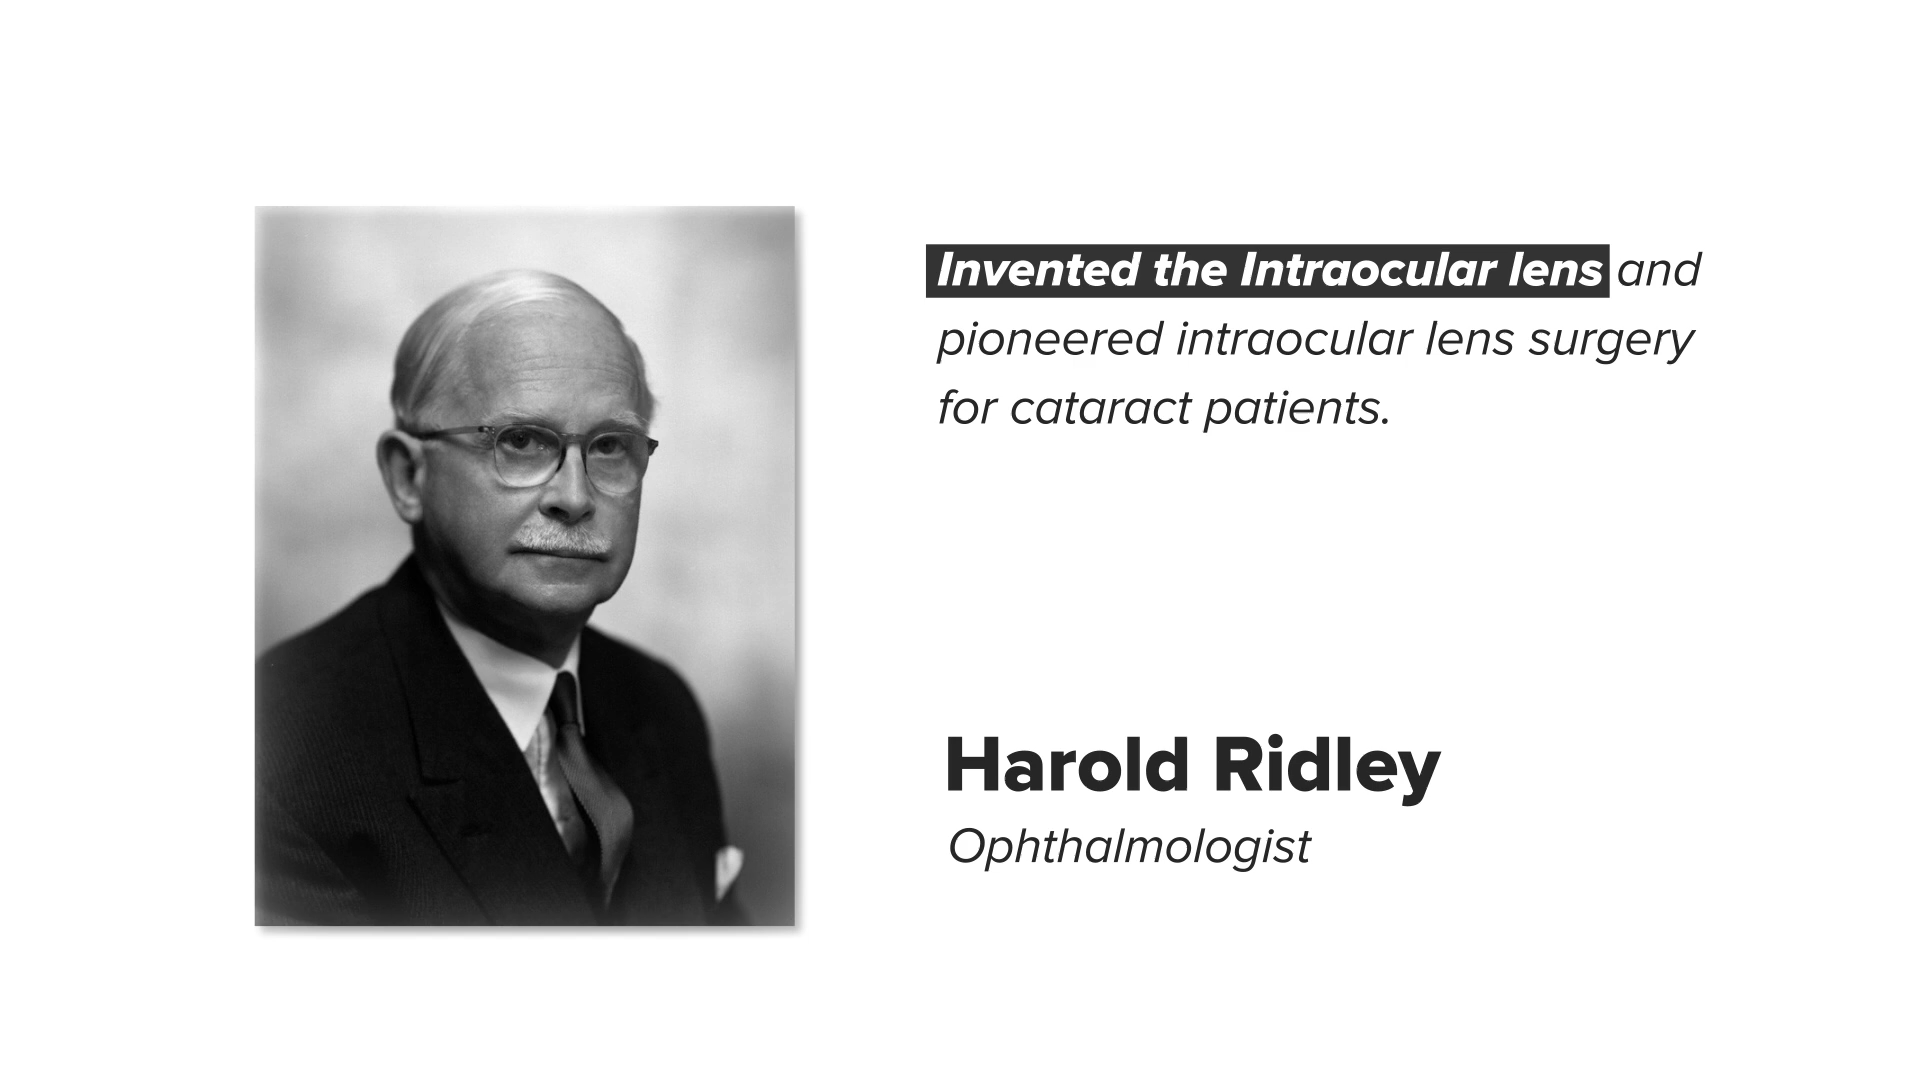 Invented the Intraocular lens and
pioneered intraocular lens surgery
for cataract patients.
Harold Ridley
Ophthalmologist